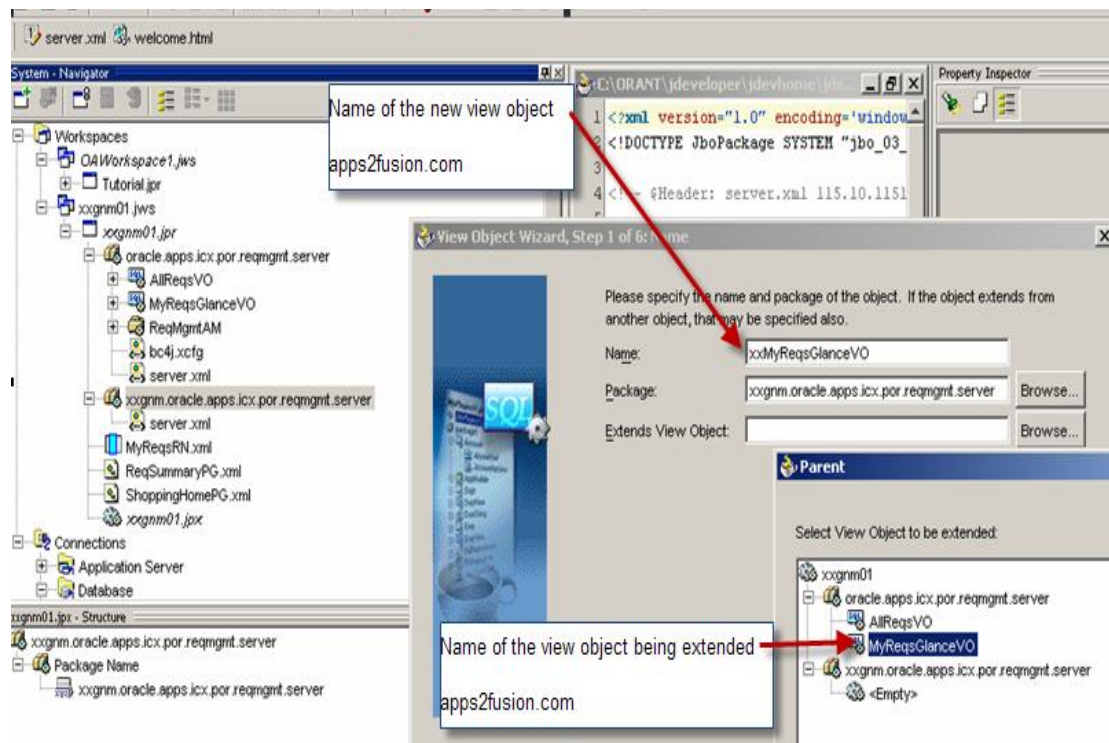 server.xml welcome.html
System - Navigator
Workspaces
OAWorkspace1.jws
Tutorial.jpr
xxgnm01.jws
xxgnm01.jpr
oracle.apps.icx.por.reqmgmt.server
AllReqsVO
MyReqsGlanceVO
ReqMgmtAM
bc4j.xcfg
server.xml
xxgnm.oracle.apps.icx.por.reqmgmt.server
server.xml
MyReqsRN.xml
ReqSummaryPG.xml
ShoppingHomePG.xml
xxgnm01.jpx
Connections
Application Server
Database
xxgnm01.jpx - Structure
xxgnm.oracle.apps.icx.por.reqmgmt.server
Package Name
xxgnm.oracle.apps.icx.por.reqmgmt.server
Name of the new view object
apps2fusion.com
C:\ORANT\jdeveloper\jdevhome\jde...
1 <?xml version="1.0" encoding='window
<!DOCTYPE JboPackage SYSTEM "jbo_03_
3
4 <!-- $Header: server.xml 115.10.1151
Property Inspector
View Object Wizard, Step 1 of 6: Name
Please specify the name and package of the object. If the object extends from
another object, that may be specified also.
Name: xxMyReqsGlanceVO
Package: xxgnm.oracle.apps.icx.por.reqmgmt.server Browse...
Extends View Object: Browse...
SQL
Parent
Select View Object to be extended:
xxgnm01
oracle.apps.icx.por.reqmgmt.server
AllReqsVO
MyReqsGlanceVO
xxgnm.oracle.apps.icx.por.reqmgmt.server
<Empty>
Name of the view object being extended
apps2fusion.com